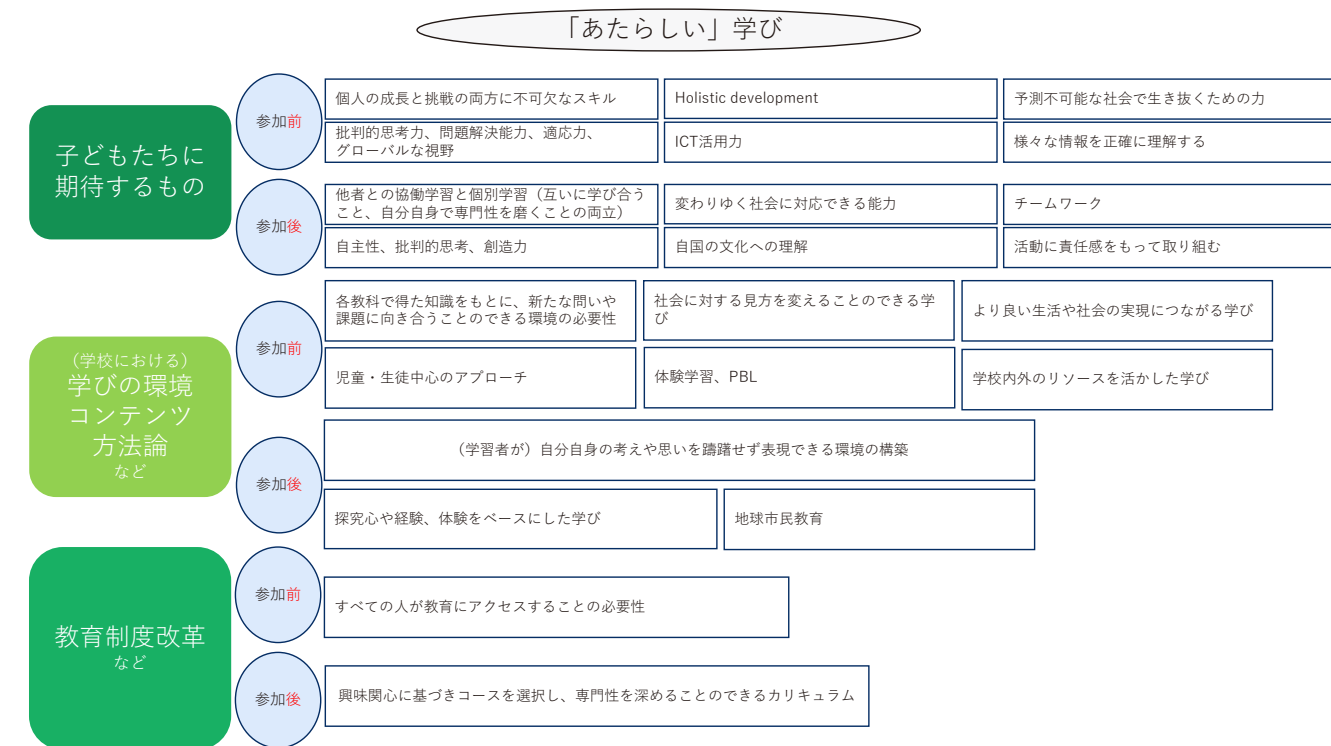 「あたらしい」学び
子どもたちに
期待するもの
参加前
個人の成長と挑戦の両方に不可欠なスキル
Holistic development
予測不可能な社会で生き抜くための力
批判的思考力、問題解決能力、適応力、
グローバルな視野
ICT活用力
様々な情報を正確に理解する
参加後
他者との協働学習と個別学習（互いに学び合う
こと、自分自身で専門性を磨くことの両立）
変わりゆく社会に対応できる能力
チームワーク
自主性、批判的思考、創造力
自国の文化への理解
活動に責任感をもって取り組む
（学校における）
学びの環境
コンテンツ
方法論
など
参加前
各教科で得た知識をもとに、新たな問いや
課題に向き合うことのできる環境の必要性
社会に対する見方を変えることのできる学
び
より良い生活や社会の実現につながる学び
児童・生徒中心のアプローチ
体験学習、PBL
学校内外のリソースを活かした学び
参加後
（学習者が）自分自身の考えや思いを躊躇せず表現できる環境の構築
探究心や経験、体験をベースにした学び
地球市民教育
教育制度改革
など
参加前
すべての人が教育にアクセスすることの必要性
参加後
興味関心に基づきコースを選択し、専門性を深めることのできるカリキュラム